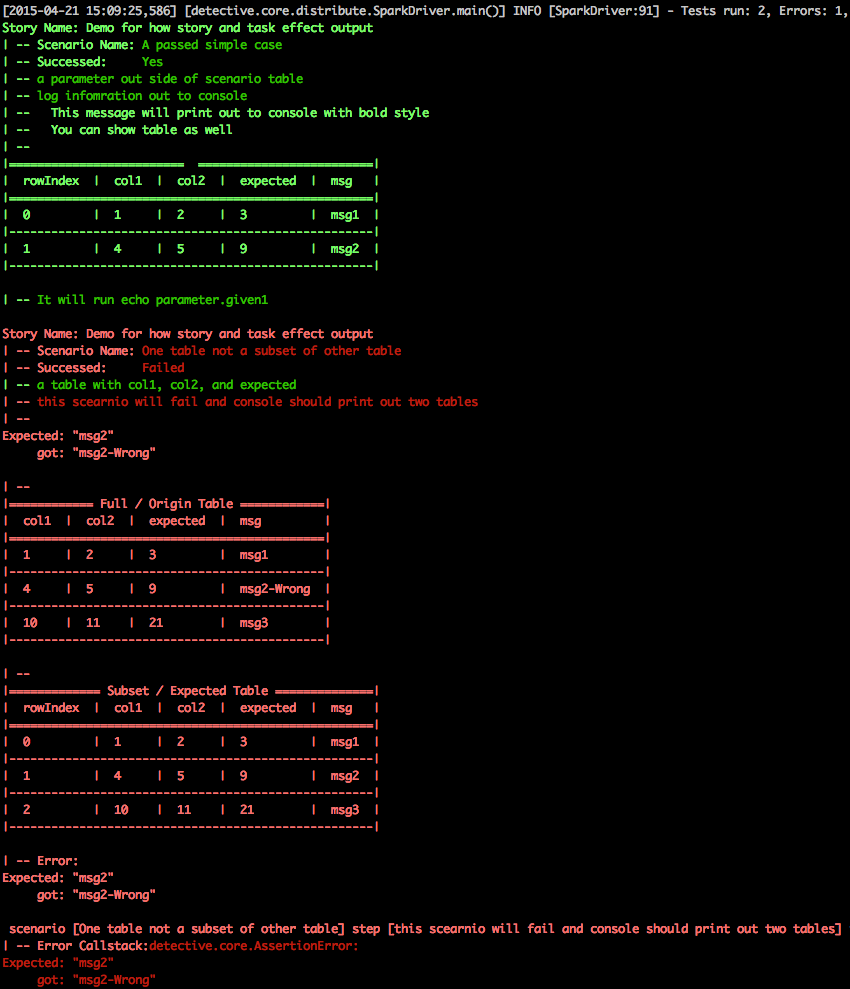 [2015-04-21 15:09:25,586] [detective.core.distribute.SparkDriver.main()] INFO [SparkDriver:91] - Tests run: 2, Errors: 1,
Story Name: Demo for how story and task effect output
| -- Scenario Name: A passed simple case
| -- Successed:     Yes
| -- a parameter out side of scenario table
| -- log infomration out to console
| --   This message will print out to console with bold style
| --   You can show table as well
| --
|=========================  =========================|
|  rowIndex  |  col1  |  col2  |  expected  |  msg   |
|====================================================|
|  0         |  1     |  2     |  3         |  msg1  |
|----------------------------------------------------|
|  1         |  4     |  5     |  9         |  msg2  |
|----------------------------------------------------|
| -- It will run echo parameter.given1
Story Name: Demo for how story and task effect output
| -- Scenario Name: One table not a subset of other table
| -- Successed:     Failed
| -- a table with col1, col2, and expected
| -- this scearnio will fail and console should print out two tables
| --
Expected: "msg2"
     got: "msg2-Wrong"
| --
|============ Full / Origin Table ============|
|  col1  |  col2  |  expected  |  msg         |
|=============================================|
|  1     |  2     |  3         |  msg1        |
|---------------------------------------------|
|  4     |  5     |  9         |  msg2-Wrong  |
|---------------------------------------------|
|  10    |  11    |  21        |  msg3        |
|---------------------------------------------|
| --
|============= Subset / Expected Table ==============|
|  rowIndex  |  col1  |  col2  |  expected  |  msg   |
|====================================================|
|  0         |  1     |  2     |  3         |  msg1  |
|----------------------------------------------------|
|  1         |  4     |  5     |  9         |  msg2  |
|----------------------------------------------------|
|  2         |  10    |  11    |  21        |  msg3  |
|----------------------------------------------------|
| -- Error:
Expected: "msg2"
     got: "msg2-Wrong"
 scenario [One table not a subset of other table] step [this scearnio will fail and console should print out two tables]
| -- Error Callstack:detective.core.AssertionError:
Expected: "msg2"
     got: "msg2-Wrong"